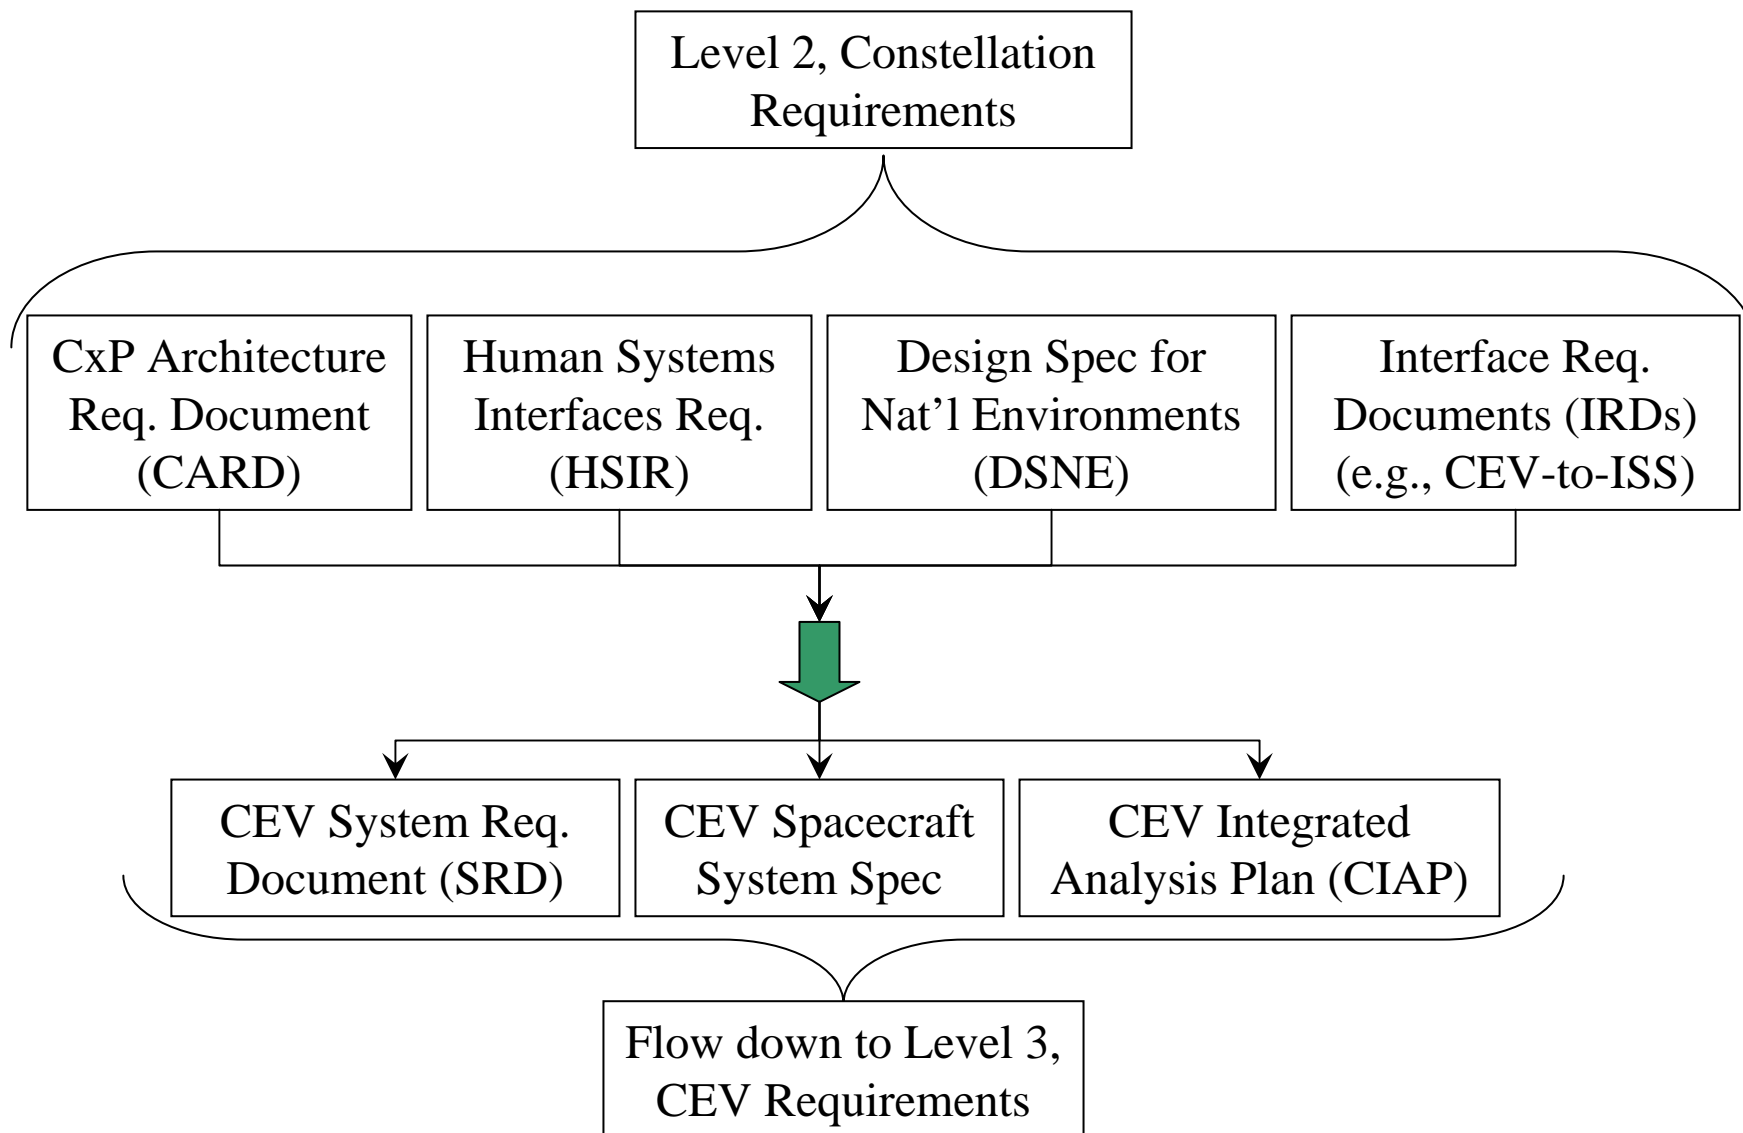 Level 2, Constellation
Requirements
CxP Architecture
Req. Document
(CARD)
Human Systems
Interfaces Req.
(HSIR)
Design Spec for
Nat’l Environments
(DSNE)
Interface Req.
Documents (IRDs)
(e.g., CEV-to-ISS)
CEV System Req.
Document (SRD)
CEV Spacecraft
System Spec
CEV Integrated
Analysis Plan (CIAP)
Flow down to Level 3,
CEV Requirements